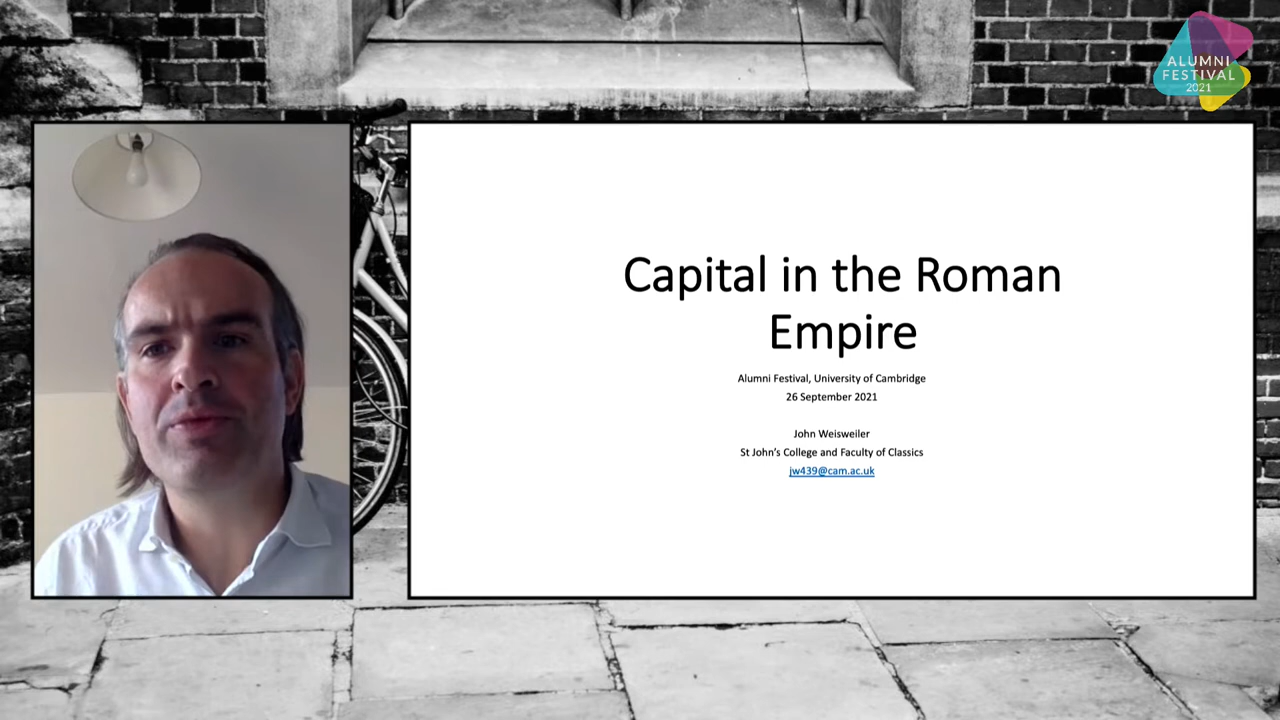 ALUMNI
FESTIVAL
2021
Capital in the Roman
Empire
Alumni Festival, University of Cambridge
26 September 2021
John Weisweiler
St John's College and Faculty of Classics
jw439@cam.ac.uk